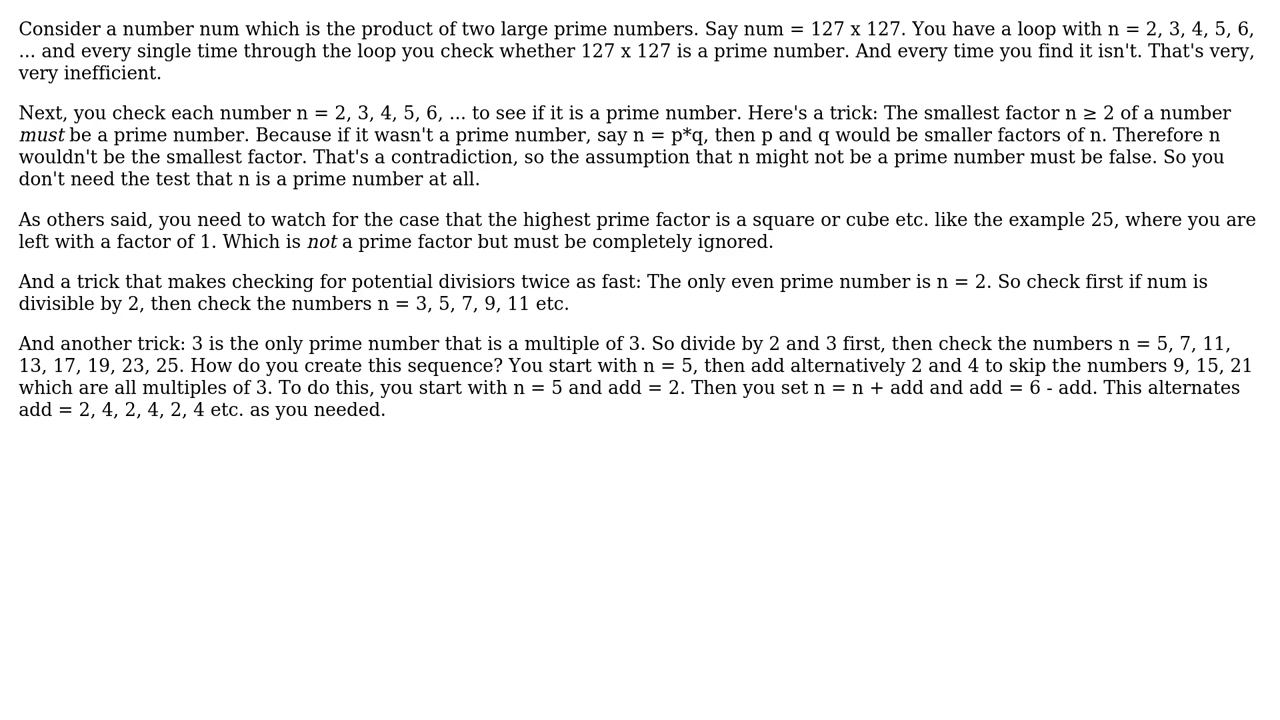 Consider a number num which is the product of two large prime numbers. Say num = 127 x 127. You have a loop with n = 2, 3, 4, 5, 6,
... and every single time through the loop you check whether 127 x 127 is a prime number. And every time you find it isn't. That's very,
very inefficient.
Next, you check each number n = 2, 3, 4, 5, 6, ... to see if it is a prime number. Here's a trick: The smallest factor n ≥ 2 of a number
must be a prime number. Because if it wasn't a prime number, say n = p*q, then p and q would be smaller factors of n. Therefore n
wouldn't be the smallest factor. That's a contradiction, so the assumption that n might not be a prime number must be false. So you
don't need the test that n is a prime number at all.
As others said, you need to watch for the case that the highest prime factor is a square or cube etc. like the example 25, where you are
left with a factor of 1. Which is not a prime factor but must be completely ignored.
And a trick that makes checking for potential divisiors twice as fast: The only even prime number is n = 2. So check first if num is
divisible by 2, then check the numbers n = 3, 5, 7, 9, 11 etc.
And another trick: 3 is the only prime number that is a multiple of 3. So divide by 2 and 3 first, then check the numbers n = 5, 7, 11,
13, 17, 19, 23, 25. How do you create this sequence? You start with n = 5, then add alternatively 2 and 4 to skip the numbers 9, 15, 21
which are all multiples of 3. To do this, you start with n = 5 and add = 2. Then you set n = n + add and add = 6 - add. This alternates
add = 2, 4, 2, 4, 2, 4 etc. as you needed.